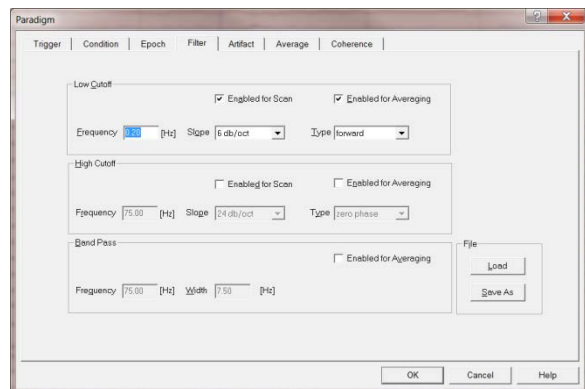 Paradigm
Trigger Condition Epoch Filter Artifact Average Coherence
Low Cutoff
Enabled for Scan Enabled for Averaging
Frequency 0.20 [Hz] Slope 6 db/oct Type forward
High Cutoff
Enabled for Scan Enabled for Averaging
Frequency 75.00 [Hz] Slope 24 db/oct Type zero phase
Band Pass
Enabled for Averaging
Frequency 75.00 [Hz] Width 7.50 [Hz]
File
Load
Save As
OK Cancel Help